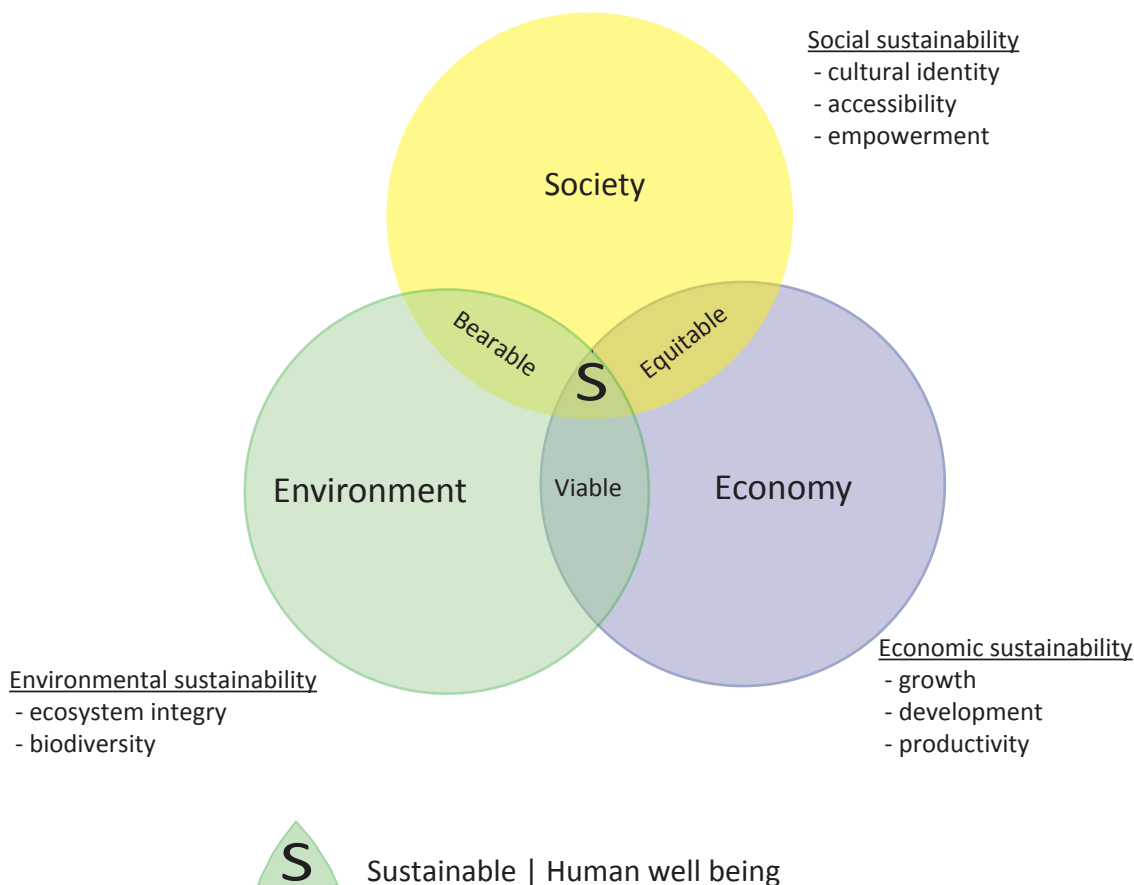 Social sustainability
- cultural identity
- accessibility
- empowerment
Society
Bearable
Equitable
S
Environment
Viable
Economy
Environmental sustainability
- ecosystem integry
- biodiversity
Economic sustainability
- growth
- development
- productivity
S
Sustainable | Human well being